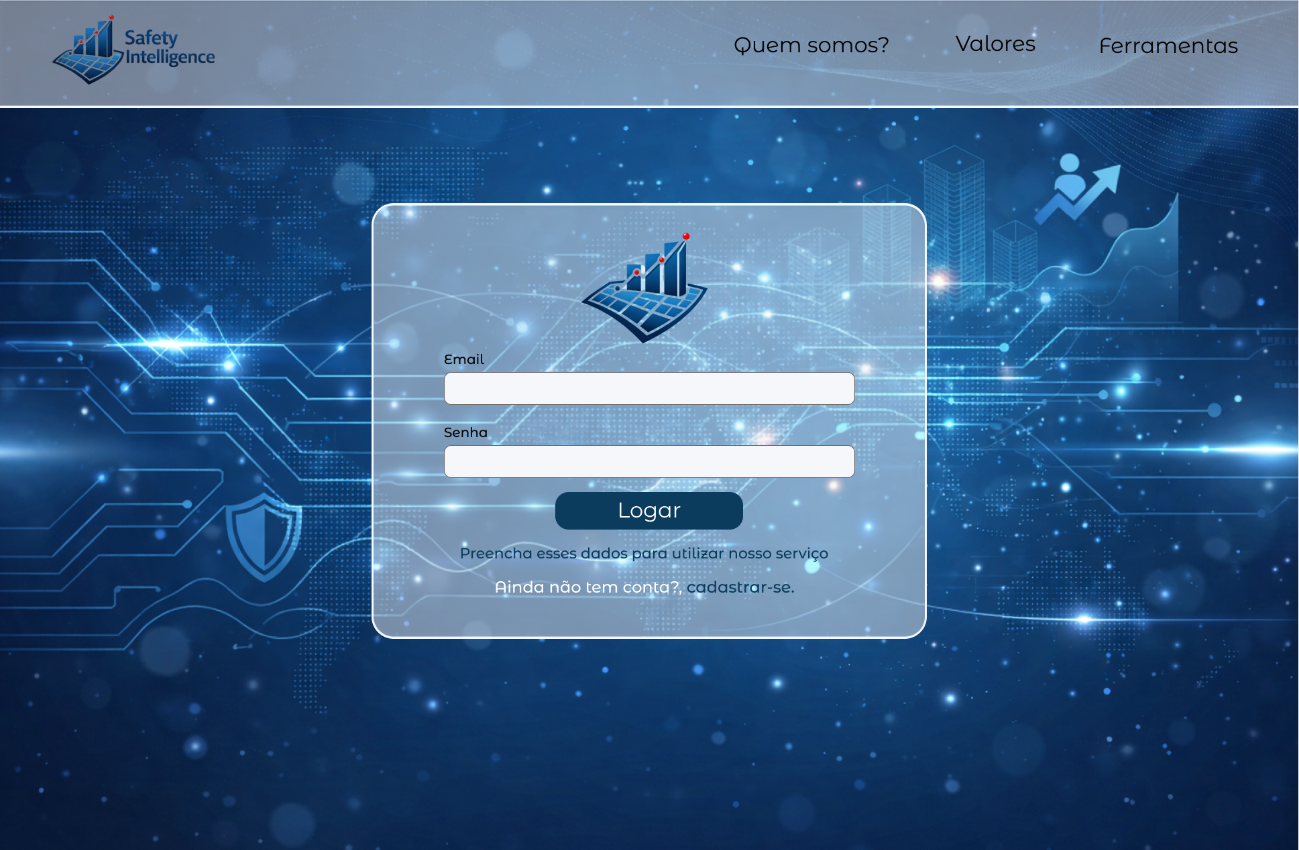 Safety
Intelligence
Quem somos?
Valores
Ferramentas
Email
Senha
Logar
Preencha esses dados para utilizar nosso serviço
Ainda não tem conta?, cadastrar-se.